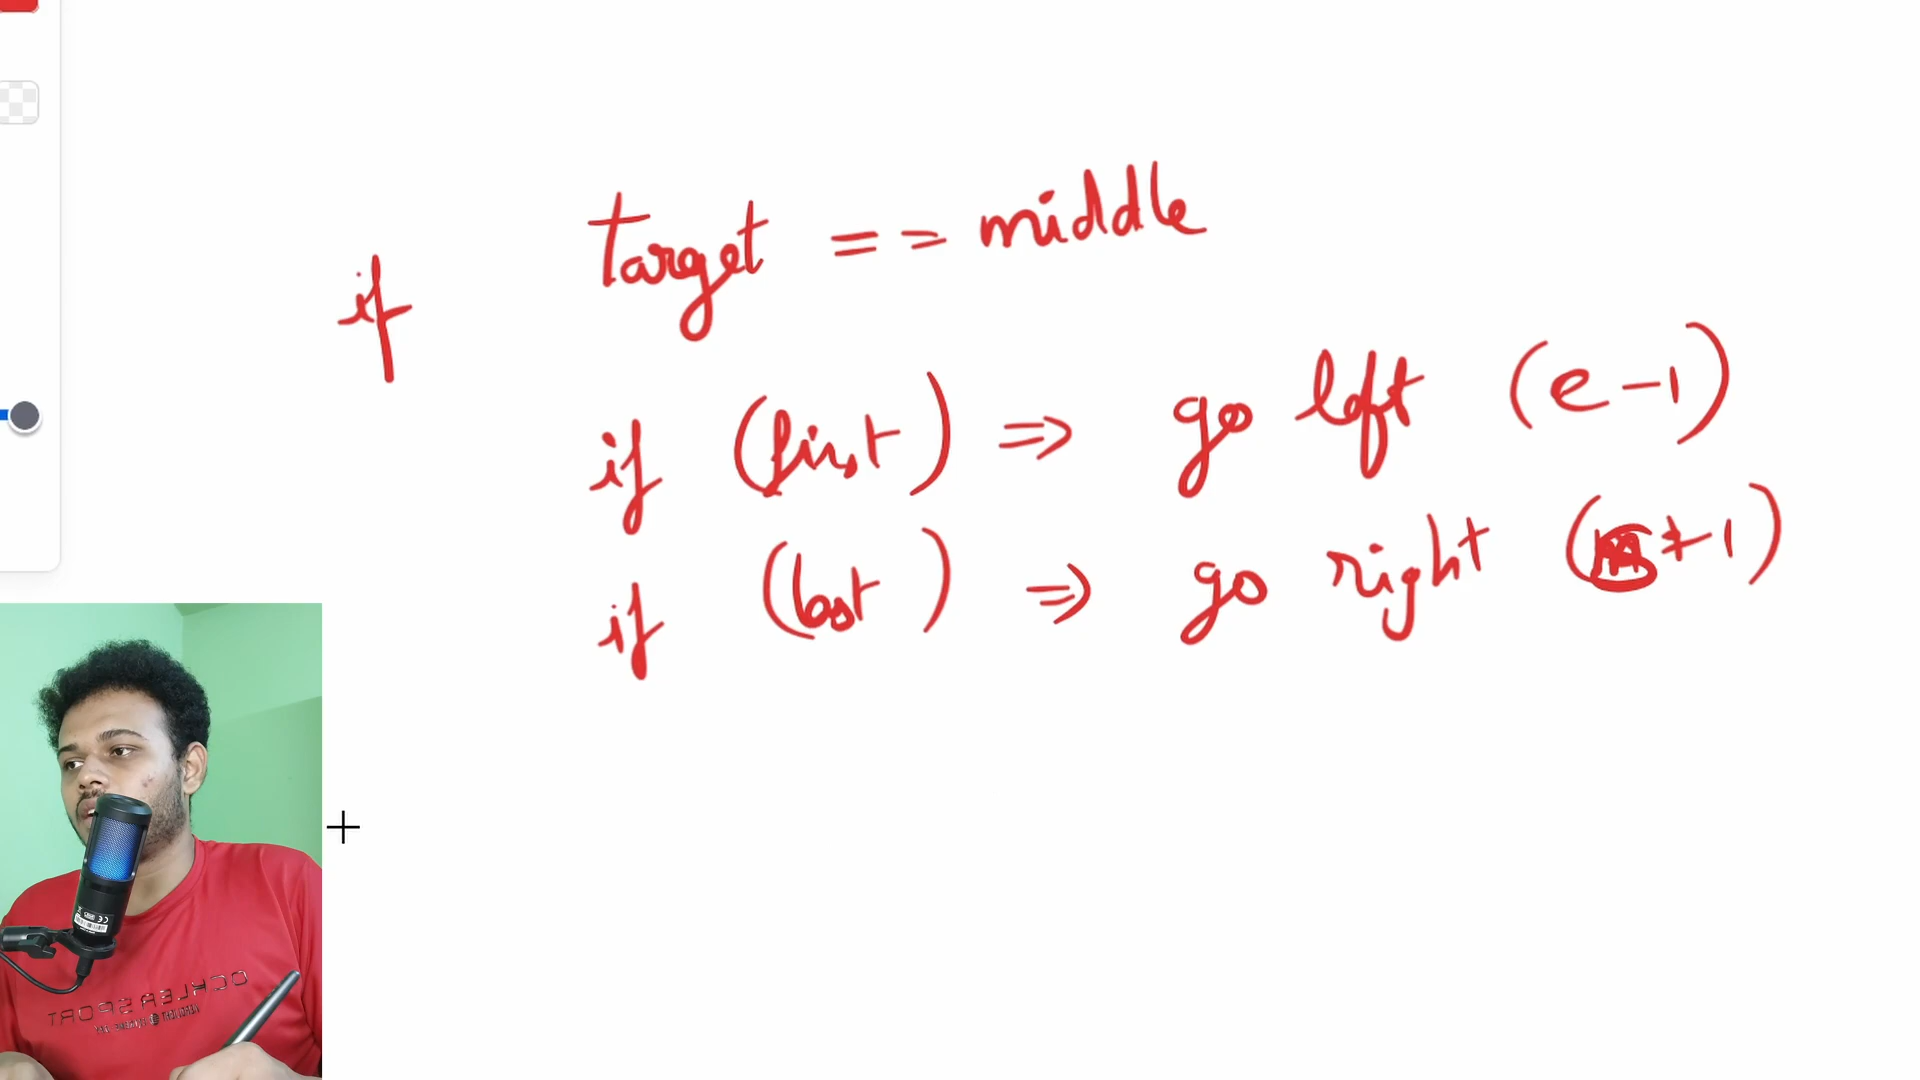 if target == middle
if (first) => go left (e-1)
if (last) => go right ( +1)